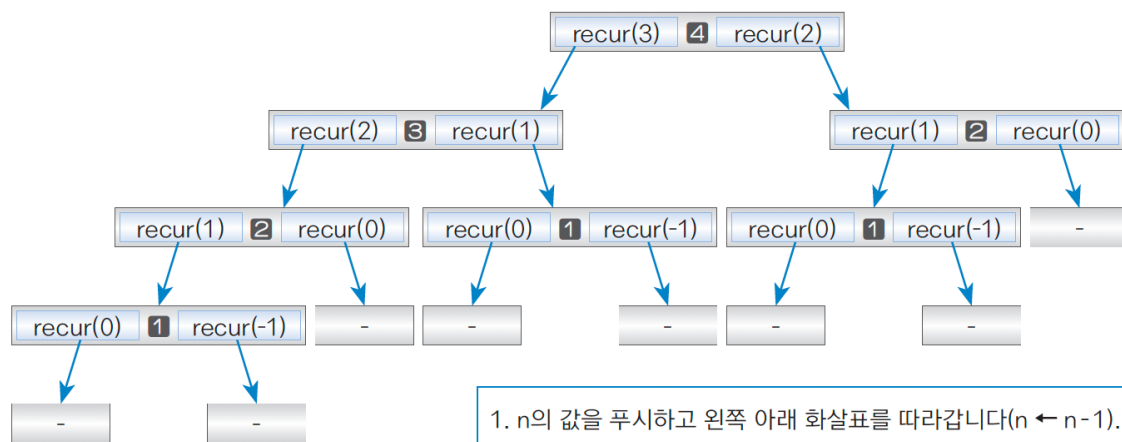 recur(3) 4 recur(2)
recur(2) 3 recur(1) recur(1) 2 recur(0)
recur(1) 2 recur(0) recur(0) 1 recur(-1) recur(0) 1 recur(-1) -
recur(0) 1 recur(-1) - - - - -
- -
1. n의 값을 푸시하고 왼쪽 아래 화살표를 따라갑니다(n ← n-1).